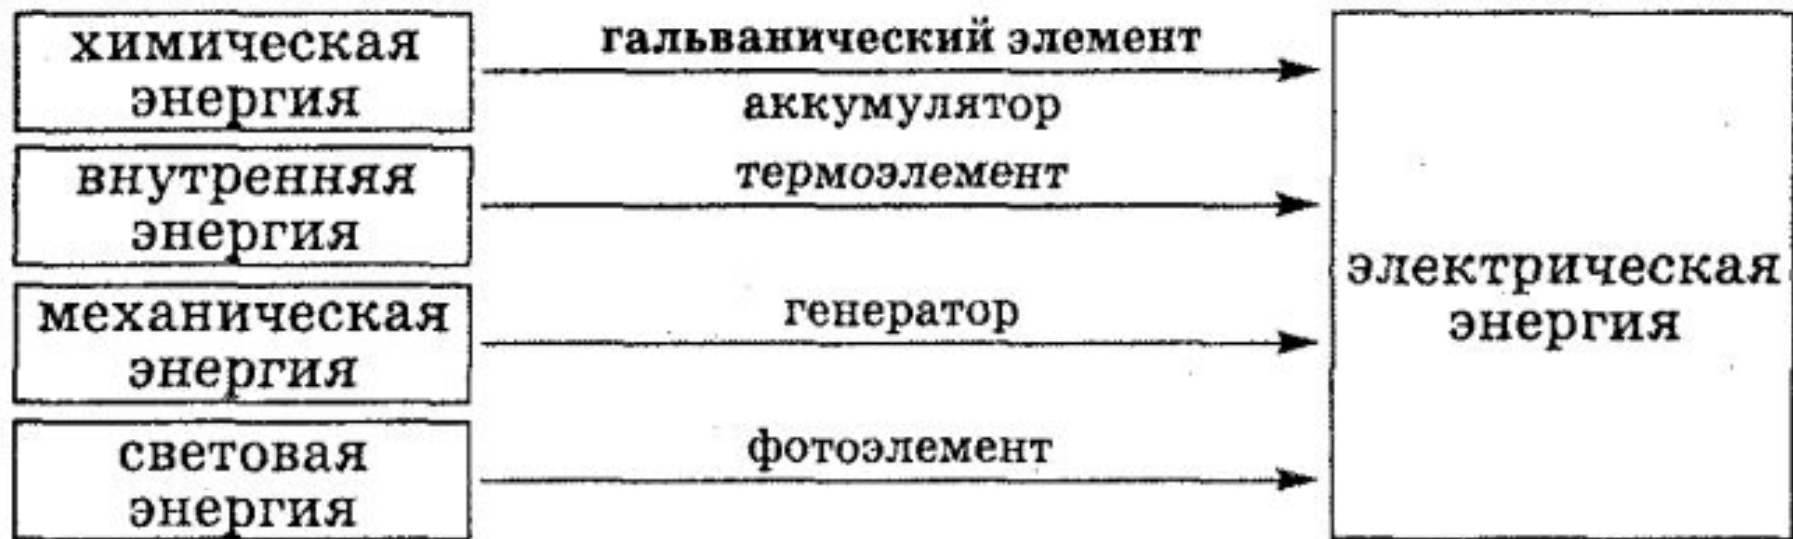 химическая
энергия
гальванический элемент
аккумулятор
внутренняя
энергия
термоэлемент
механическая
энергия
генератор
световая
энергия
фотоэлемент
электрическая
энергия